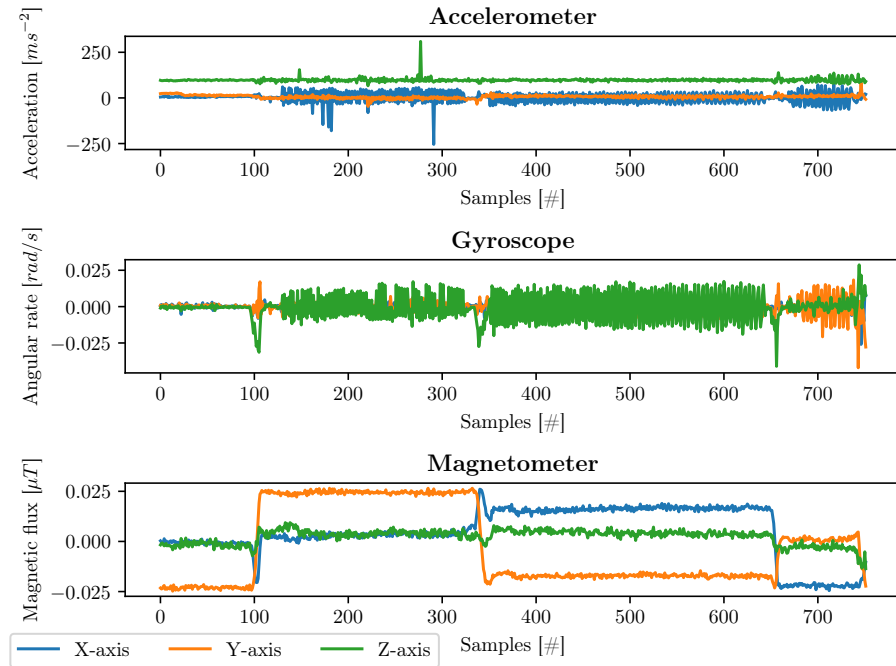 Accelerometer
Acceleration [ms⁻²]
250
0
−250
0 100 200 300 400 500 600 700
Samples [#]
Gyroscope
Angular rate [rad/s]
0.025
0.000
−0.025
0 100 200 300 400 500 600 700
Samples [#]
Magnetometer
Magnetic flux [μT]
0.025
0.000
−0.025
0 100 200 300 400 500 600 700
Samples [#]
X-axis Y-axis Z-axis